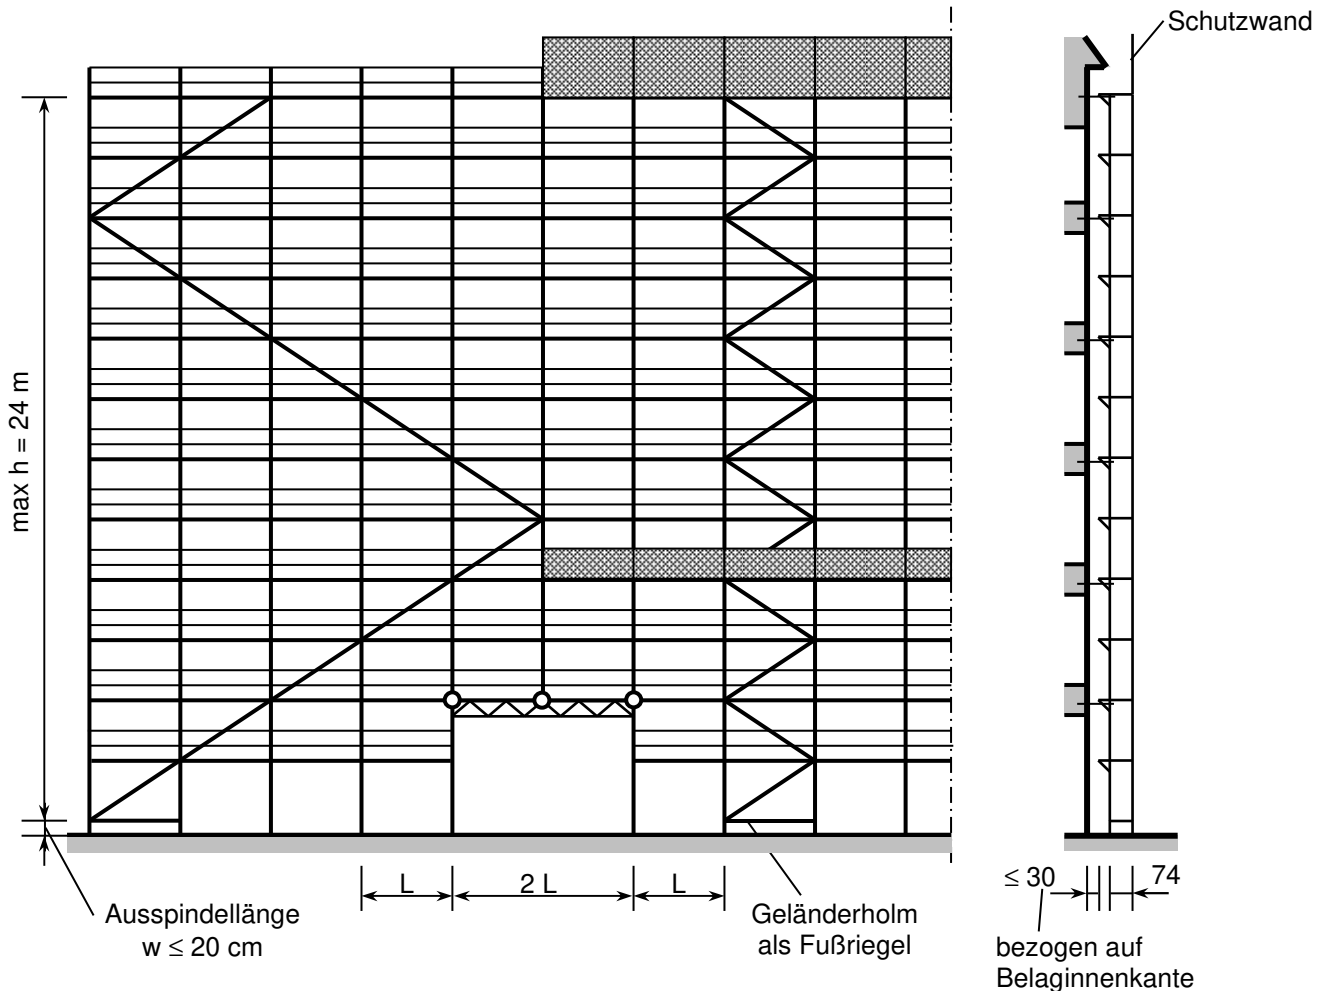 Schutzwand
max h = 24 m
L
2 L
L
≤ 30
74
Ausspindellänge
w ≤ 20 cm
Geländerholm
als Fußriegel
bezogen auf
Belaginnenkante